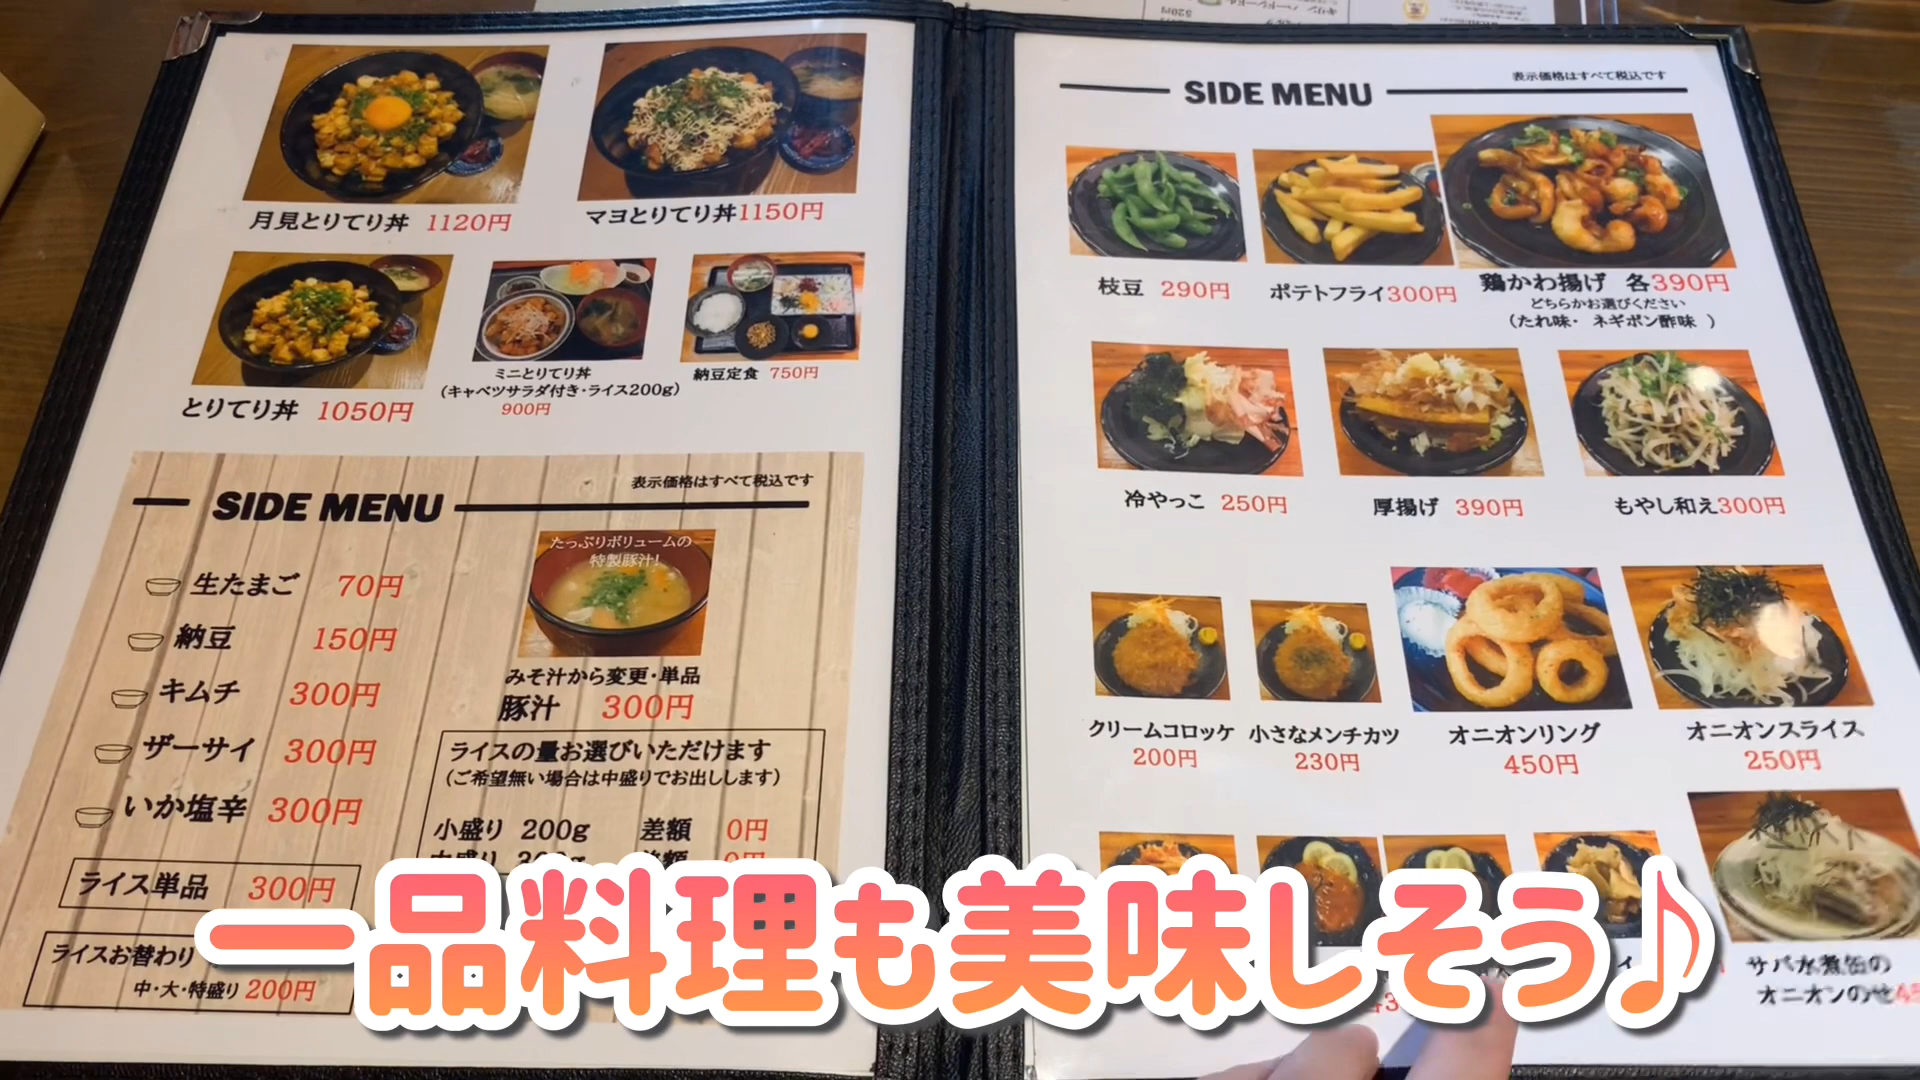 月見とりてり丼 1120円
マヨとりてり丼1150円
とりてり丼 1050円
ミニとりてり丼
（キャベツサラダ付き・ライス200g）
900円
納豆定食 750円
表示価格はすべて税込です
SIDE MENU
生たまご 70円
納豆 150円
キムチ 300円
ザーサイ 300円
いか塩辛 300円
ライス単品 300円
ライスお替わり
中・大・特盛り 200円
たっぷりボリュームの
特製豚汁!
みそ汁から変更・単品
豚汁 300円
ライスの量お選びいただけます
（ご希望無い場合は中盛りでお出しします）
小盛り 200g 差額 0円
表示価格はすべて税込です
SIDE MENU
枝豆 290円
ポテトフライ300円
鶏かわ揚げ 各390円
どちらかお選びください
（たれ味・ ネギポン酢味 ）
冷やっこ 250円
厚揚げ 390円
もやし和え300円
クリームコロッケ
200円
小さなメンチカツ
230円
オニオンリング
450円
オニオンスライス
250円
サバ水煮缶の
オニオンのせ
一品料理も美味しそう♪